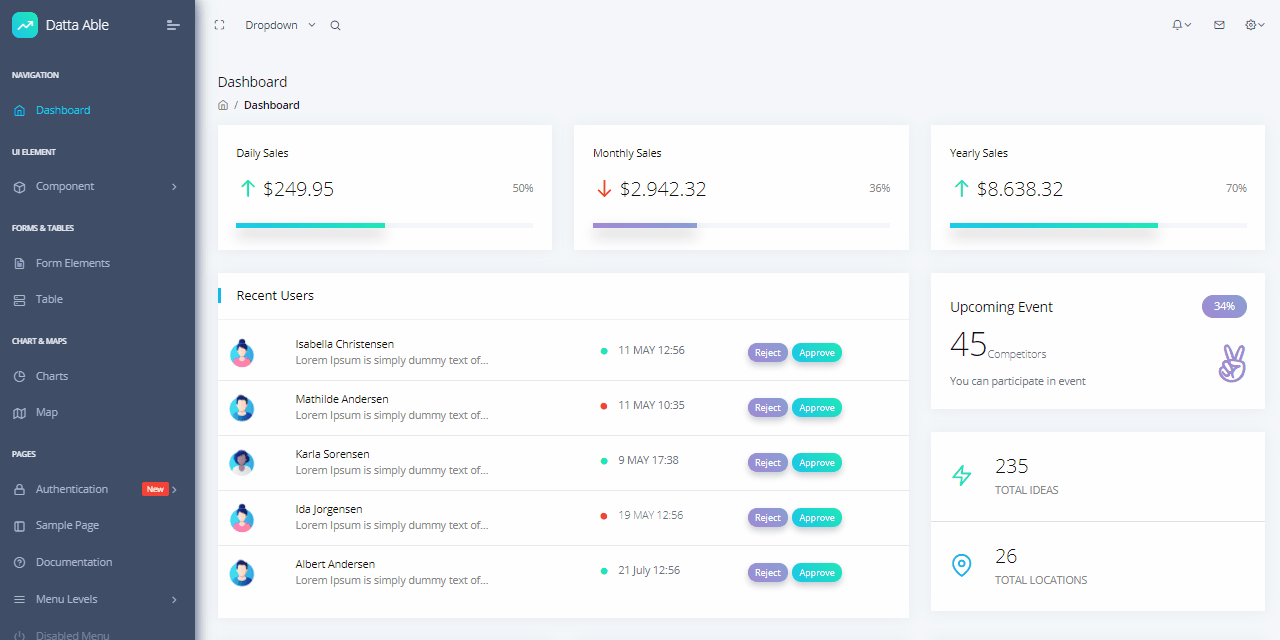 Datta Able
NAVIGATION
Dashboard
UI ELEMENT
Component
FORMS & TABLES
Form Elements
Table
CHART & MAPS
Charts
Map
PAGES
Authentication New
Sample Page
Documentation
Menu Levels
Disabled Menu
Dropdown
Dashboard
/ Dashboard
Daily Sales
$249.95 50%
Monthly Sales
$2.942.32 36%
Yearly Sales
$8.638.32 70%
Recent Users
Isabella Christensen
Lorem Ipsum is simply dummy text of...
11 MAY 12:56
Reject Approve
Mathilde Andersen
Lorem Ipsum is simply dummy text of...
11 MAY 10:35
Reject Approve
Karla Sorensen
Lorem Ipsum is simply dummy text of...
9 MAY 17:38
Reject Approve
Ida Jorgensen
Lorem Ipsum is simply dummy text of...
19 MAY 12:56
Reject Approve
Albert Andersen
Lorem Ipsum is simply dummy text of...
21 July 12:56
Reject Approve
Upcoming Event 34%
45 Competitors
You can participate in event
235
TOTAL IDEAS
26
TOTAL LOCATIONS